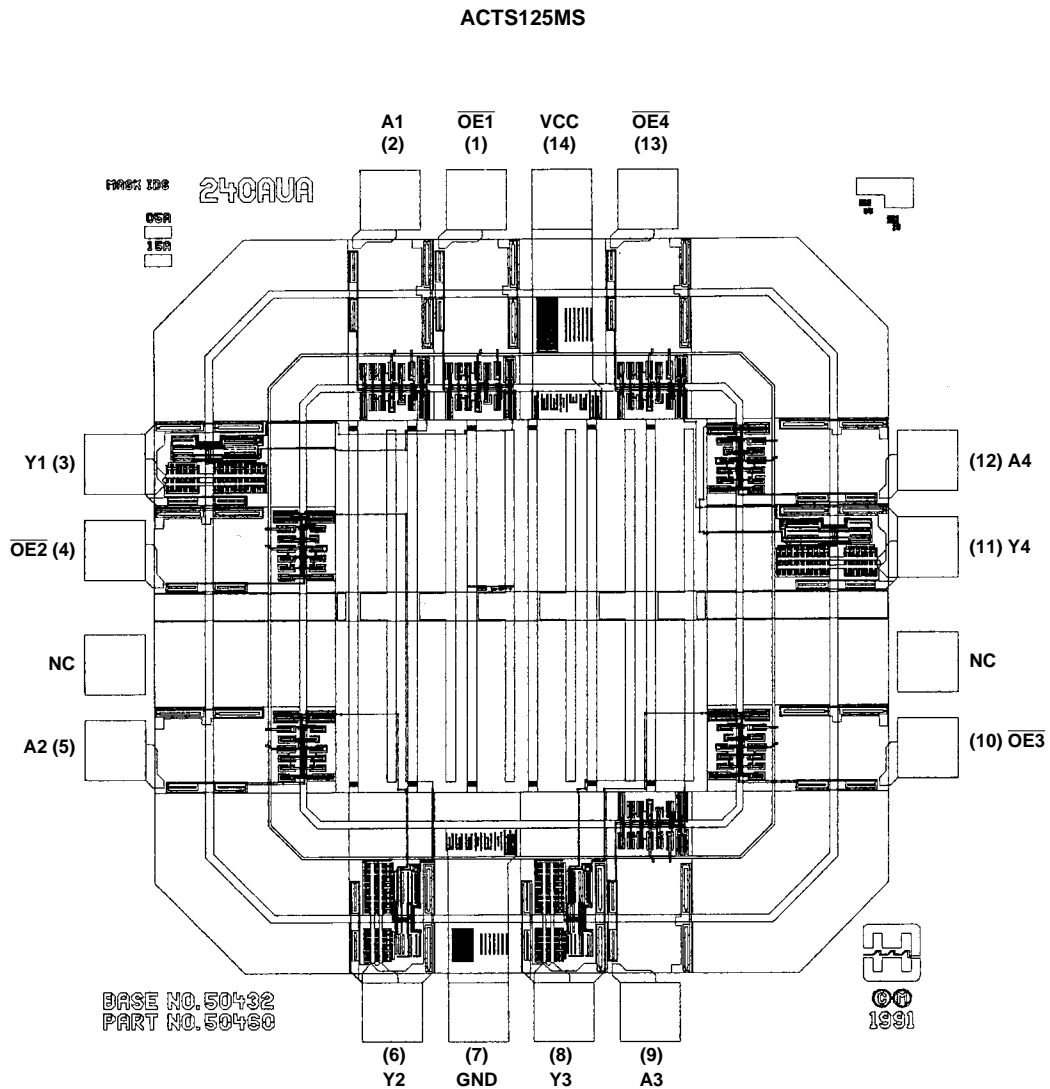 ACTS125MS
A1 OE1 VCC OE4
(2) (1) (14) (13)
MASK IDS 240CAUA
05A
15A
Y1 (3) (12) A4
OE2 (4) (11) Y4
NC NC
A2 (5) (10) OE3
BASE NO.50432
PART NO.50460
C M
1991
(6) (7) (8) (9)
Y2 GND Y3 A3